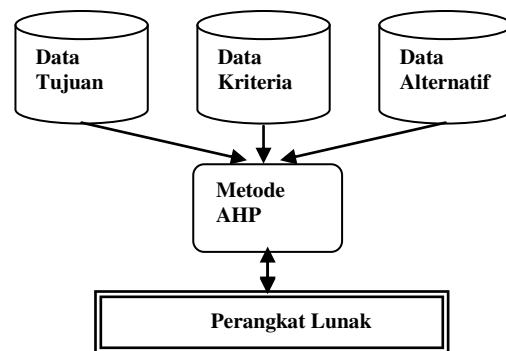 Data
Tujuan
Data
Kriteria
Data
Alternatif
Metode
AHP
Perangkat Lunak